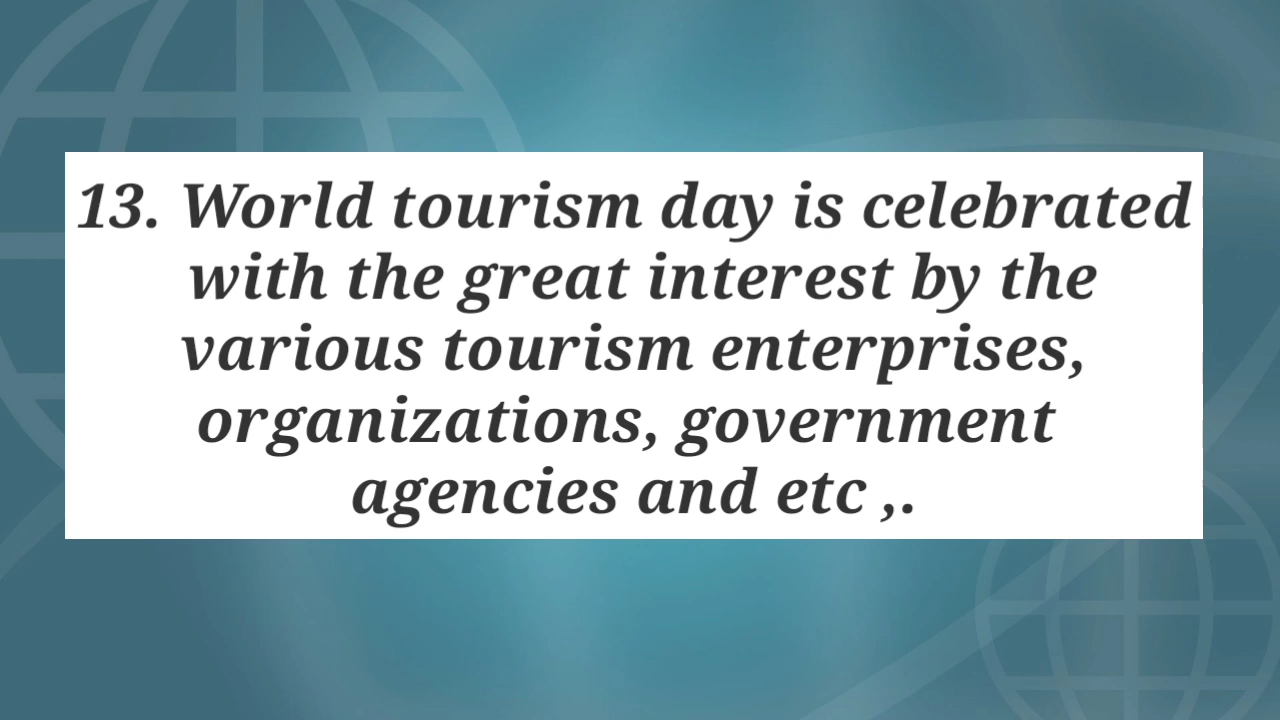 13. World tourism day is celebrated
with the great interest by the
various tourism enterprises,
organizations, government
agencies and etc ,.